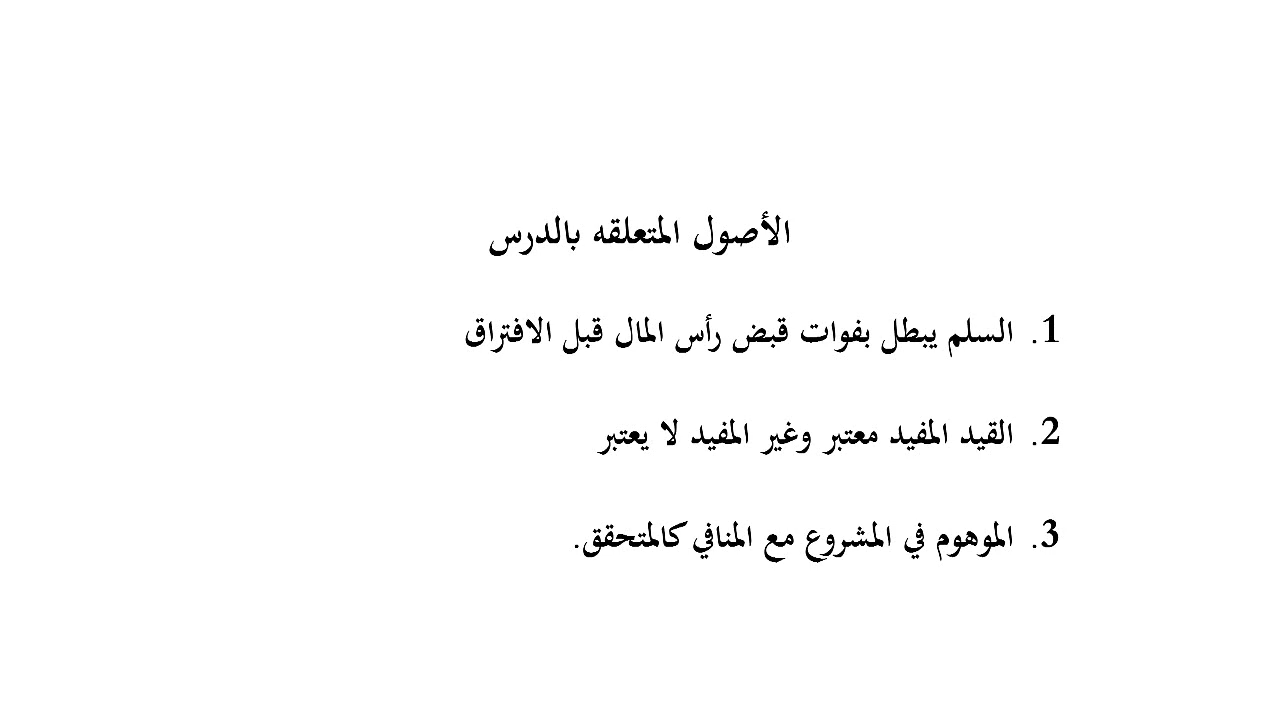 الأصول المتعلقه بالدرس
1. السلم يبطل بفوات قبض رأس المال قبل الافتراق
2. القيد المفيد معتبر وغير المفيد لا يعتبر
3. الموهوم في المشروع مع المنافي كالمتحقق.